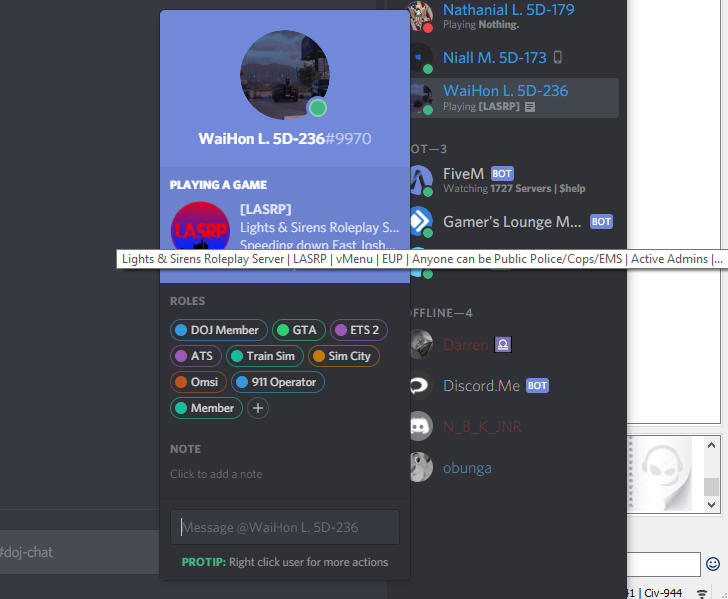 WaiHon L. 5D-236#9970
PLAYING A GAME
[LASRP]
LASRP
Lights & Sirens Roleplay S...
Speeding down East Josh...
Lights & Sirens Roleplay Server | LASRP | vMenu | EUP | Anyone can be Public Police/Cops/EMS | Active Admins |...
ROLES
DOJ Member GTA ETS 2
ATS Train Sim Sim City
Omsi 911 Operator
Member +
NOTE
Click to add a note
Message @WaiHon L. 5D-236
PROTIP: Right click user for more actions
#doj-chat
Nathanial L. 5D-179
Playing Nothing.
Niall M. 5D-173
WaiHon L. 5D-236
Playing [LASRP]
OT—3
FiveM BOT
Watching 1727 Servers | $help
Gamer's Lounge M... BOT
FFLINE—4
Darren
Discord.Me BOT
N_B_K_JNR
obunga
41 | Civ-944